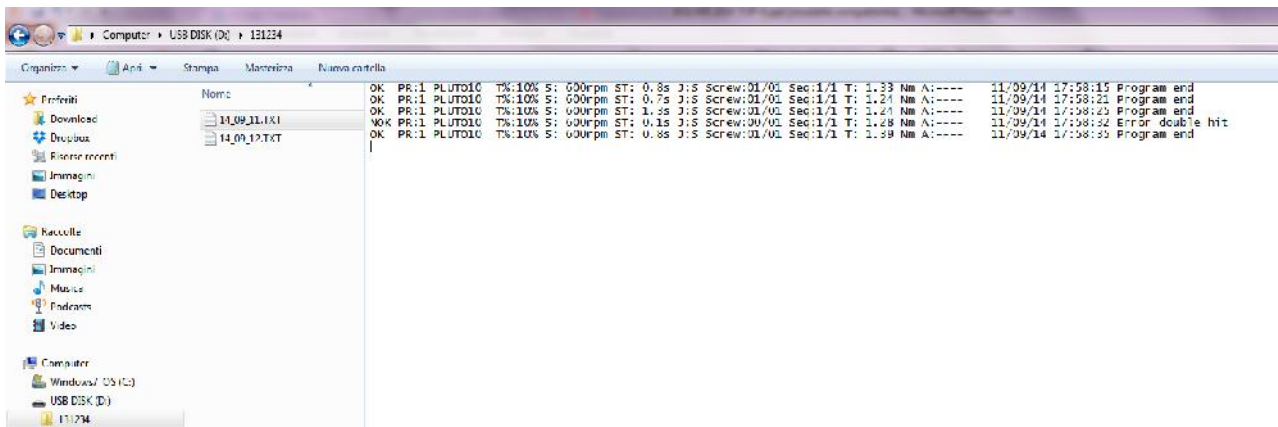 Computer ▸ USB DISK (D:) ▸ 131234
Organizza Apri Stampa Masterizza Nuova cartella
Preferiti
Download
Dropbox
Risorse recenti
Immagini
Desktop
Raccolte
Documenti
Immagini
Musica
Podcasts
Video
Computer
Windows7_OS (C:)
USB DISK (D:)
131234
Nome
14_09_11.TXT
14_09_12.TXT
OK PR:1 PLUTO10 T%:10% S: 600rpm ST: 0.8s J:S Screw:01/01 Seq:1/1 T: 1.33 Nm A:---- 11/09/14 17:58:15 Program end
OK PR:1 PLUTO10 T%:10% S: 600rpm ST: 0.7s J:S Screw:01/01 Seq:1/1 T: 1.24 Nm A:---- 11/09/14 17:58:21 Program end
OK PR:1 PLUTO10 T%:10% S: 600rpm ST: 1.3s J:S Screw:01/01 Seq:1/1 T: 1.24 Nm A:---- 11/09/14 17:58:25 Program end
NOK PR:1 PLUTO10 T%:10% S: 600rpm ST: 0.1s J:S Screw:00/01 Seq:1/1 T: 1.28 Nm A:---- 11/09/14 17:58:32 Error double hit
OK PR:1 PLUTO10 T%:10% S: 600rpm ST: 0.8s J:S Screw:01/01 Seq:1/1 T: 1.39 Nm A:---- 11/09/14 17:58:35 Program end